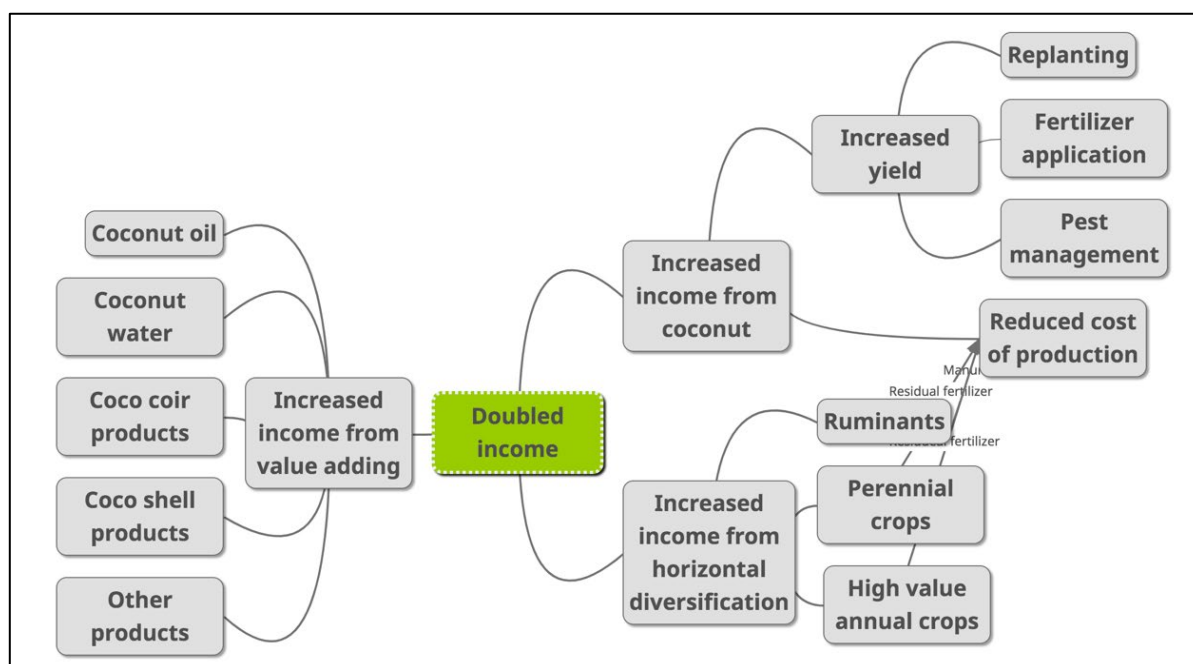 Replanting
Fertilizer
application
Increased
yield
Pest
management
Coconut oil
Increased
income from
coconut
Coconut
water
Reduced cost
of production
Residual fertilizer
Coco coir
products
Increased
income from
value adding
Doubled
income
Ruminants
fertilizer
Perennial
crops
Coco shell
products
Increased
income from
horizontal
diversification
High value
annual crops
Other
products